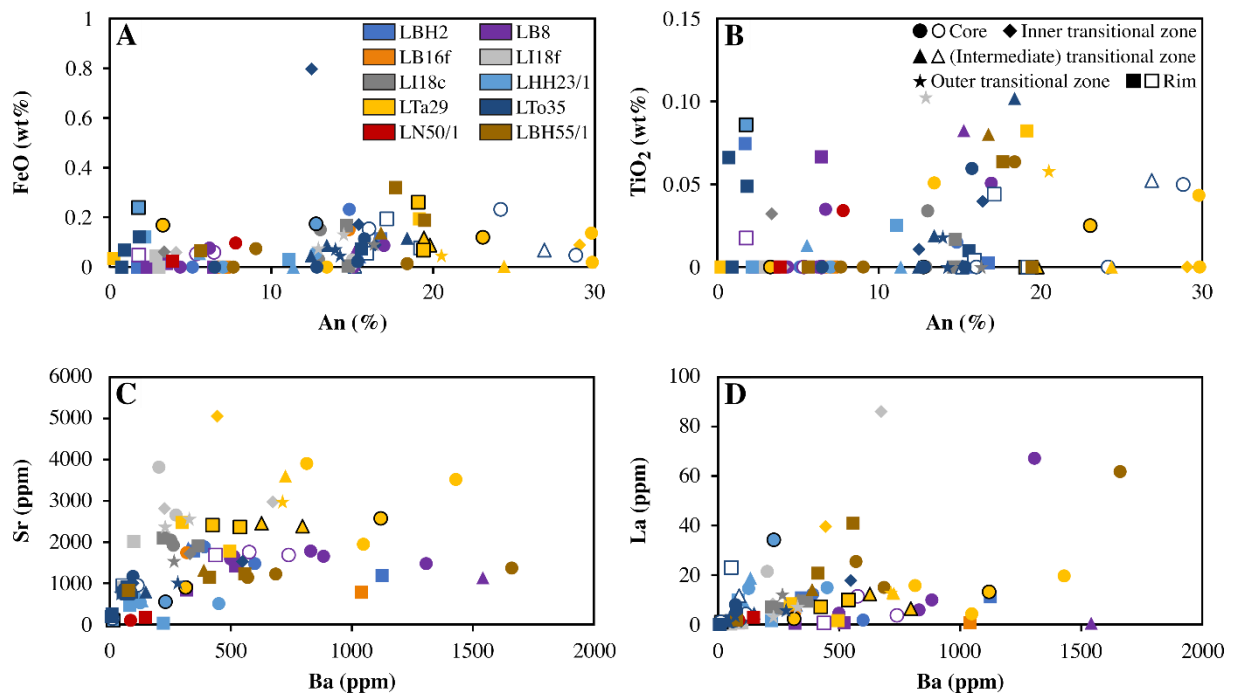 A
FeO (wt%)
1
0.8
0.6
0.4
0.2
0
0 10 20 30
An (%)
LBH2 LB8
LB16f LI18f
LI18c LHH23/1
LTa29 LTo35
LN50/1 LBH55/1
B
TiO2 (wt%)
0.15
0.10
0.05
0
0 10 20 30
An (%)
Core Inner transitional zone
(Intermediate) transitional zone
Outer transitional zone Rim
C
Sr (ppm)
6000
5000
4000
3000
2000
1000
0
0 500 1000 1500 2000
Ba (ppm)
D
La (ppm)
100
80
60
40
20
0
0 500 1000 1500 2000
Ba (ppm)